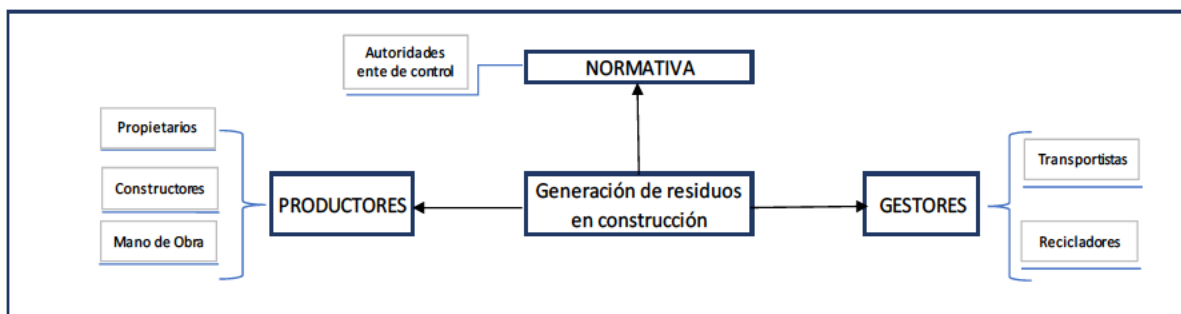 Autoridades
ente de control
NORMATIVA
Propietarios
Constructores
Mano de Obra
PRODUCTORES
Generación de residuos
en construcción
GESTORES
Transportistas
Recicladores